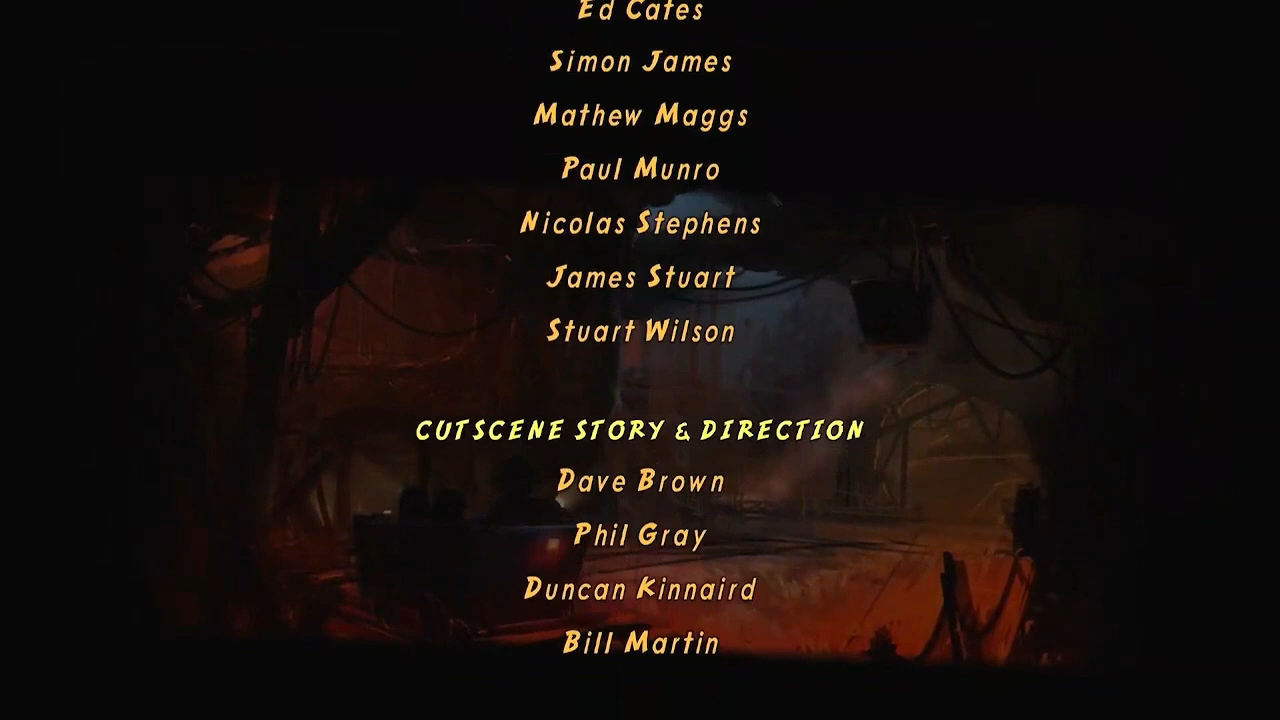 Ed Cates
Simon James
Mathew Maggs
Paul Munro
Nicolas Stephens
James Stuart
Stuart Wilson
CUTSCENE STORY & DIRECTION
Dave Brown
Phil Gray
Duncan Kinnaird
Bill Martin